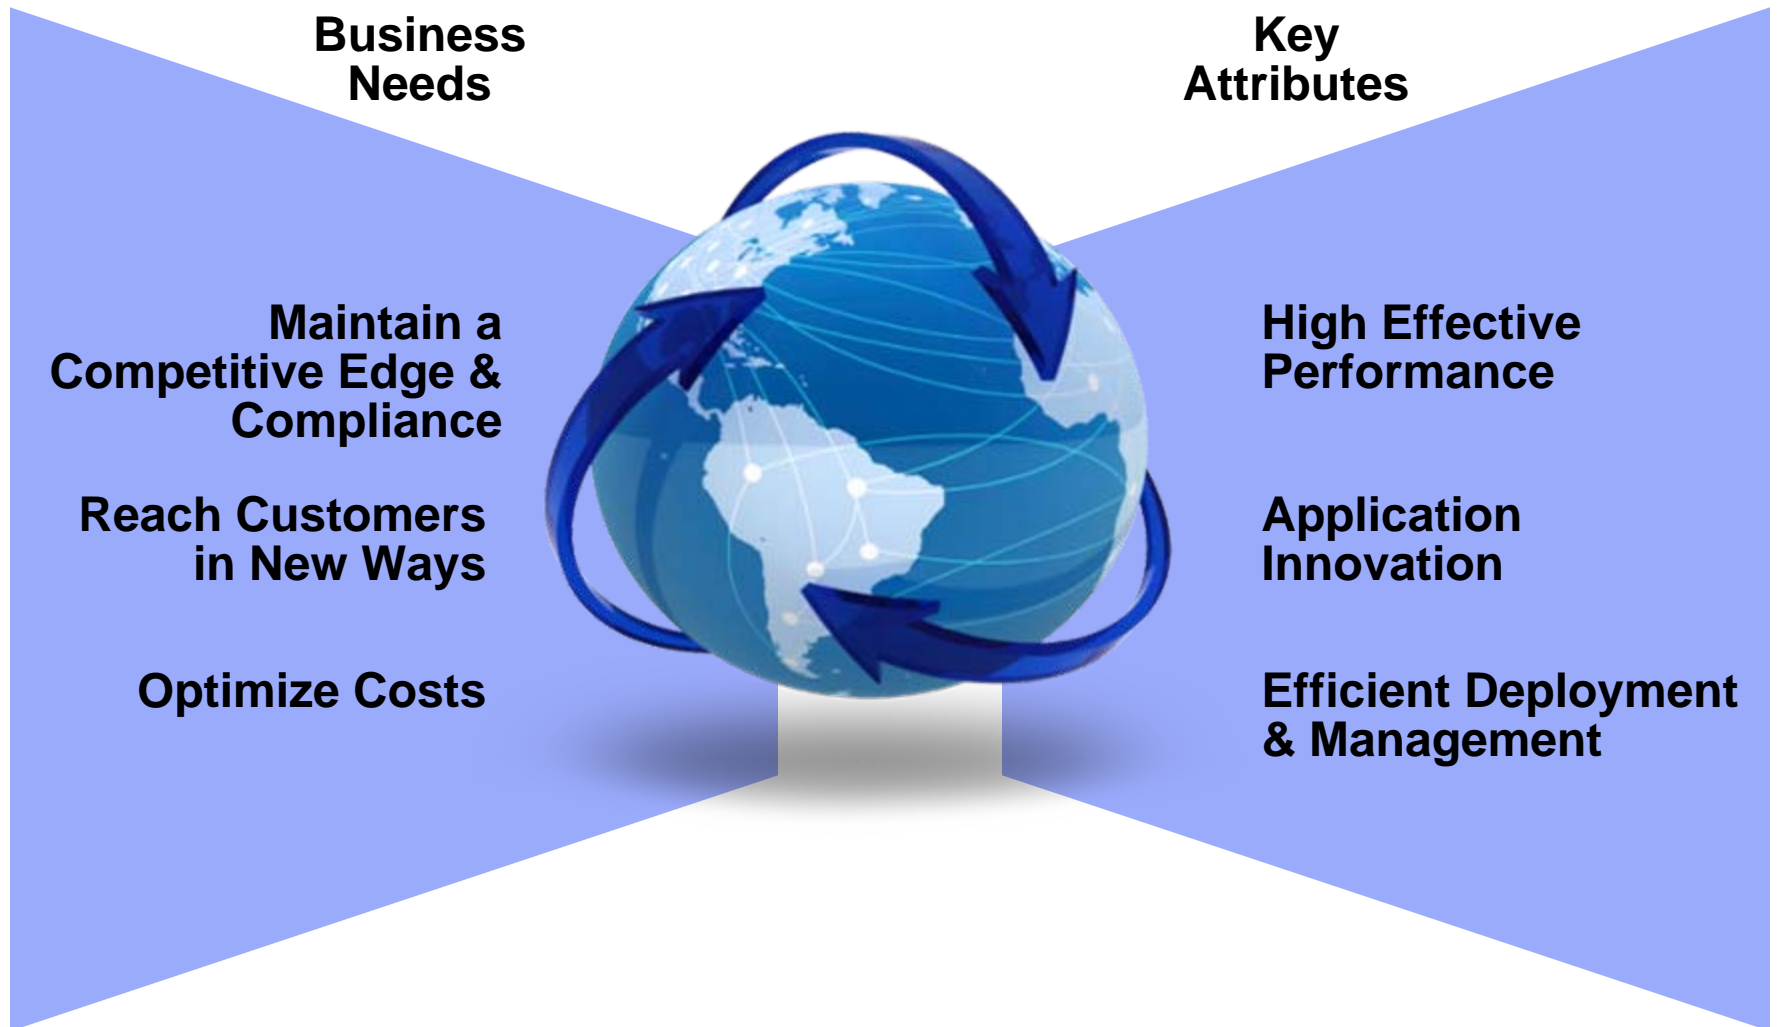 Business
Needs
Key
Attributes
Maintain a
Competitive Edge &
Compliance
Reach Customers
in New Ways
Optimize Costs
High Effective
Performance
Application
Innovation
Efficient Deployment
& Management